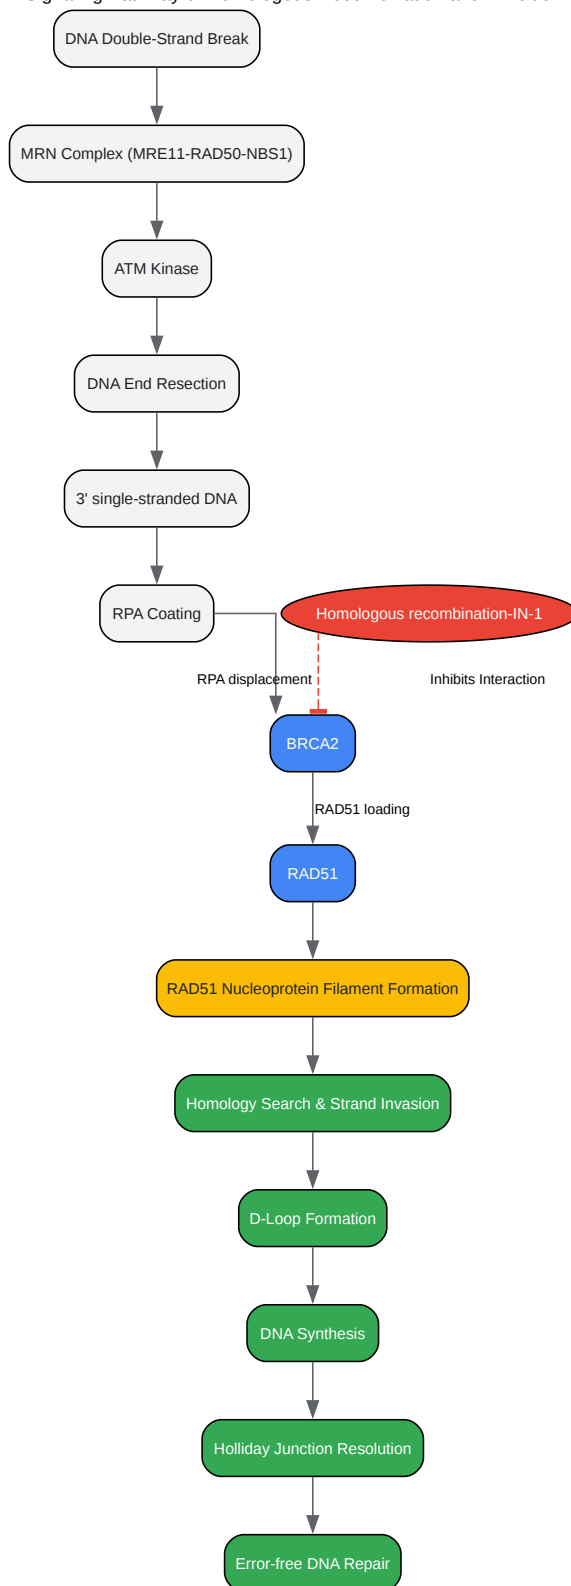 DNA Double-Strand Break
MRN Complex (MRE11-RAD50-NBS1)
ATM Kinase
DNA End Resection
3' single-stranded DNA
RPA Coating
Homologous recombination-IN-1
RPA displacement
Inhibits Interaction
BRCA2
RAD51 loading
RAD51
RAD51 Nucleoprotein Filament Formation
Homology Search & Strand Invasion
D-Loop Formation
DNA Synthesis
Holliday Junction Resolution
Error-free DNA Repair